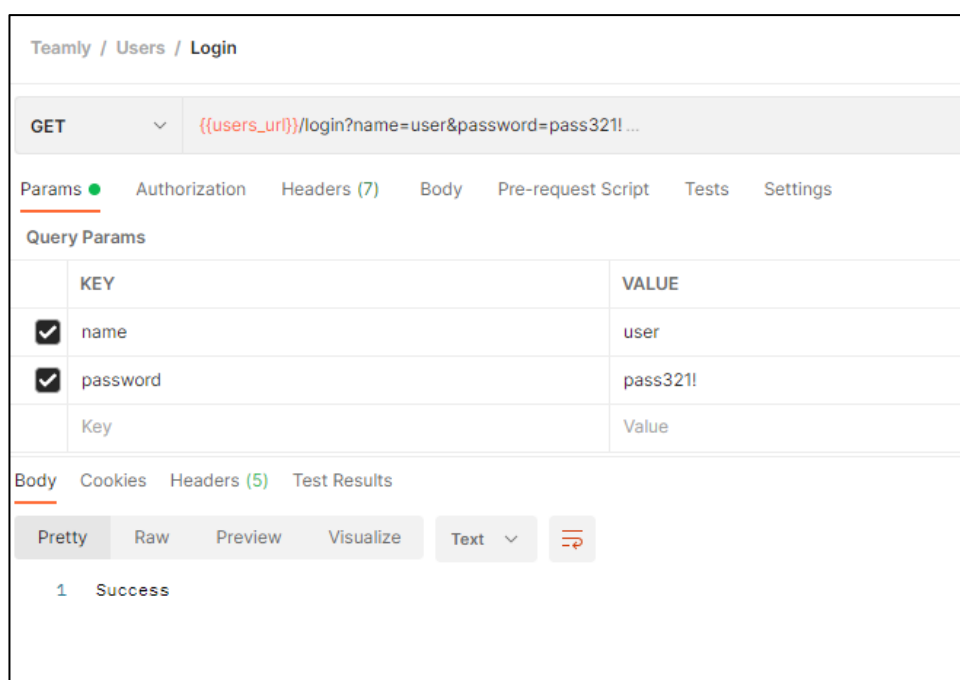 Teamly / Users / Login
GET {{users_url}}/login?name=user&password=pass321! ...
Params Authorization Headers (7) Body Pre-request Script Tests Settings
Query Params
KEY VALUE
name user
password pass321!
Key Value
Body Cookies Headers (5) Test Results
Pretty Raw Preview Visualize Text
1 Success